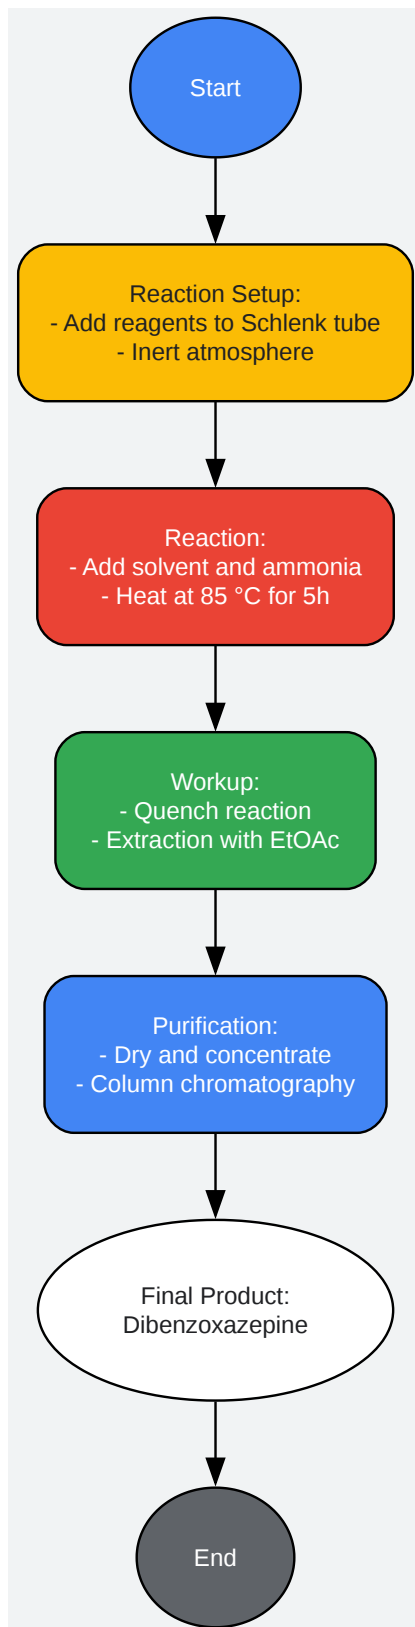 Start
Reaction Setup:
- Add reagents to Schlenk tube
- Inert atmosphere
Reaction:
- Add solvent and ammonia
- Heat at 85 °C for 5h
Workup:
- Quench reaction
- Extraction with EtOAc
Purification:
- Dry and concentrate
- Column chromatography
Final Product:
Dibenzoxazepine
End